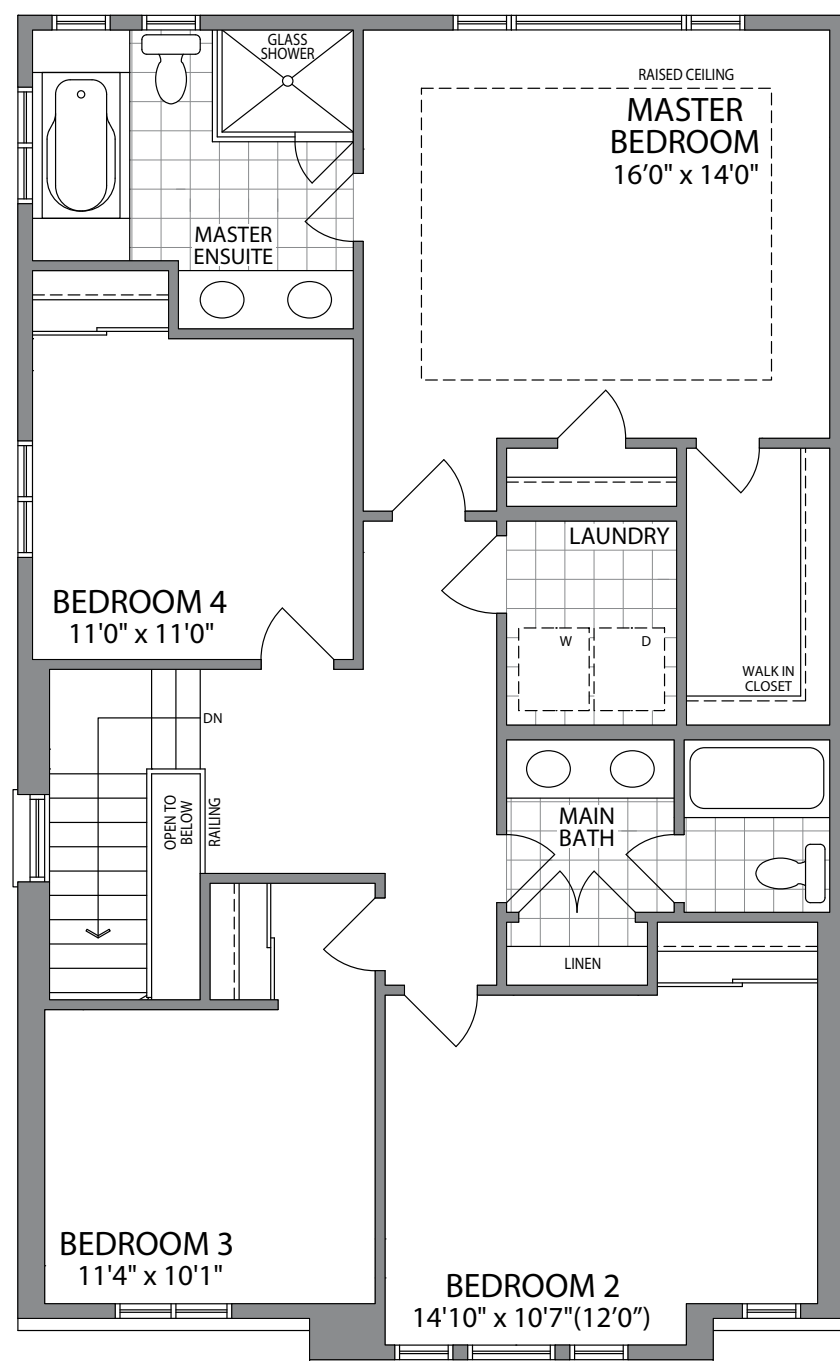 GLASS
SHOWER
RAISED CEILING
MASTER
BEDROOM
16’0" x 14'0"
MASTER
ENSUITE
LAUNDRY
W
D
BEDROOM 4
11'0" x 11'0"
WALK IN
CLOSET
DN
OPEN TO
BELOW
RAILING
MAIN
BATH
LINEN
BEDROOM 3
11'4" x 10'1"
BEDROOM 2
14'10" x 10'7"(12’0”)